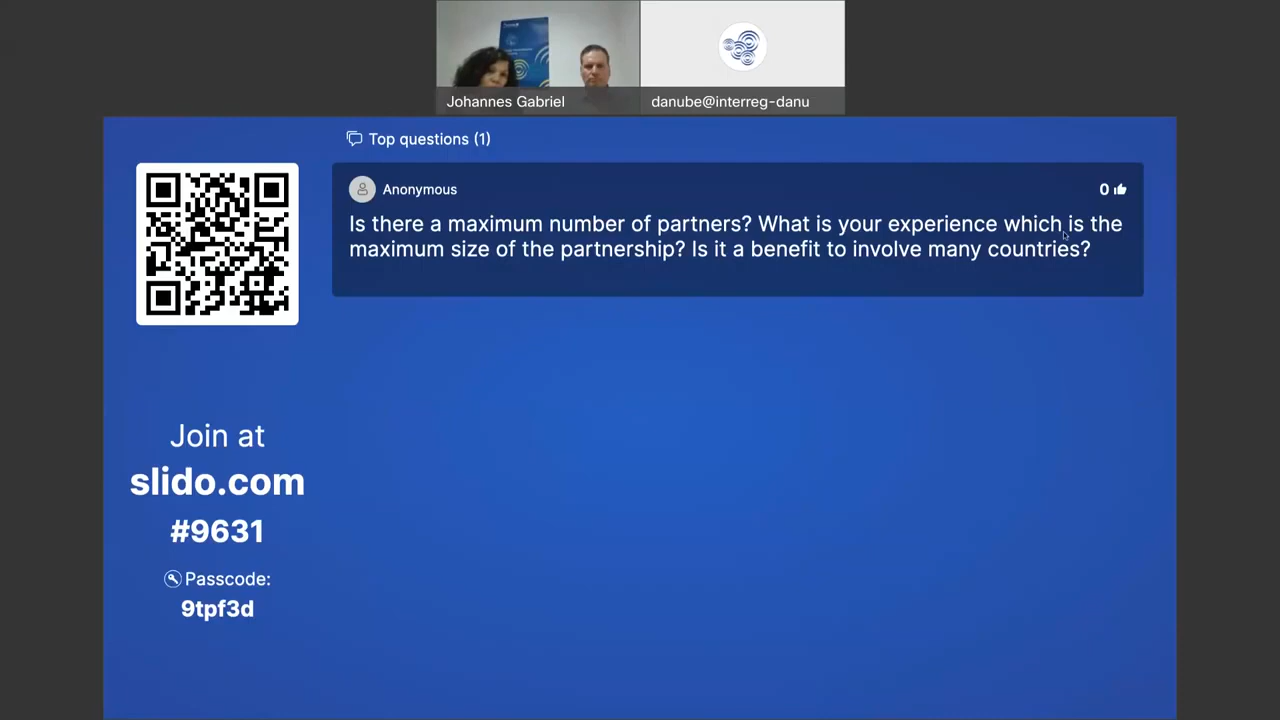 Johannes Gabriel
danube@interreg-danu
Top questions (1)
Anonymous
0
Is there a maximum number of partners? What is your experience which is the
maximum size of the partnership? Is it a benefit to involve many countries?
Join at
slido.com
#9631
Passcode:
9tpf3d